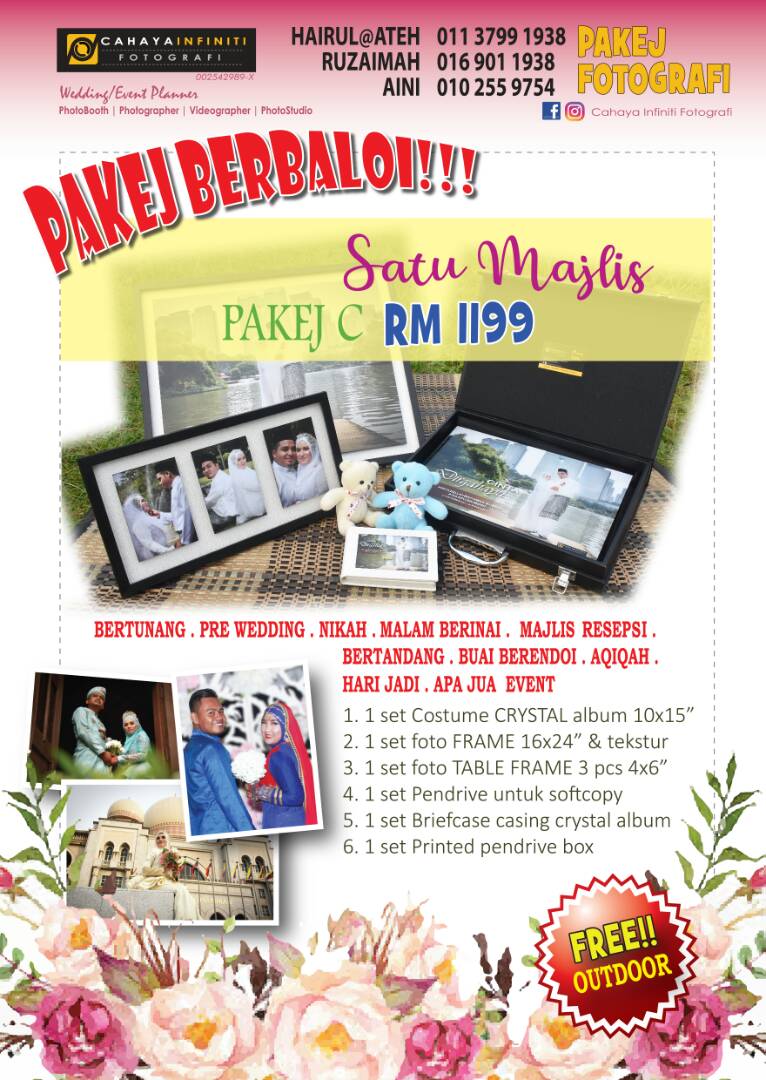 CAHAYAINFINITI
FOTOGRAFI
002542989-X
Wedding/Event Planner
PhotoBooth | Photographer | Videographer | PhotoStudio
HAIRUL@ATEH 011 3799 1938
RUZAIMAH 016 901 1938
AINI 010 255 9754
PAKEJ
FOTOGRAFI
Cahaya Infiniti Fotografi
PAKEJ BERBALOI!!!
Satu Majlis
PAKEJ C RM 1199
BERTUNANG . PRE WEDDING . NIKAH . MALAM BERINAI . MAJLIS RESEPSI .
BERTANDANG . BUAI BERENDOI . AQIQAH .
HARI JADI . APA JUA EVENT
1. 1 set Costume CRYSTAL album 10x15”
2. 1 set foto FRAME 16x24” & tekstur
3. 1 set foto TABLE FRAME 3 pcs 4x6”
4. 1 set Pendrive untuk softcopy
5. 1 set Briefcase casing crystal album
6. 1 set Printed pendrive box
FREE!!
OUTDOOR